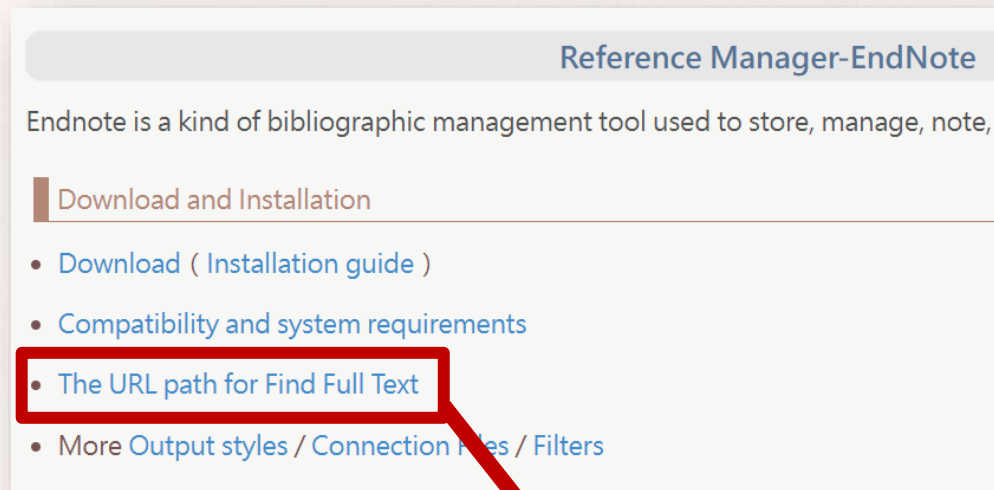 Reference Manager-EndNote
Endnote is a kind of bibliographic management tool used to store, manage, note,
Download and Installation
• Download ( Installation guide )
• Compatibility and system requirements
• The URL path for Find Full Text
• More Output styles / Connection Files / Filters